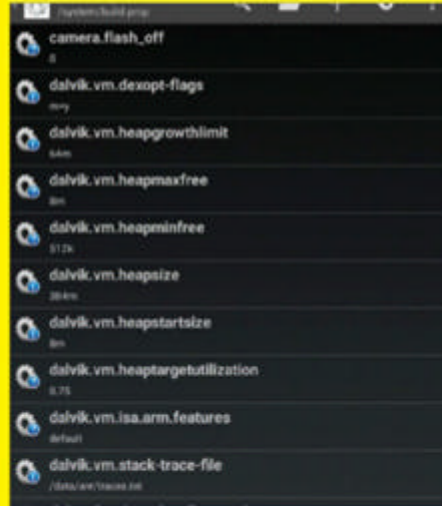 /system/build.prop
camera.flash_off
0
dalvik.vm.dexopt-flags
m=y
dalvik.vm.heapgrowthlimit
64m
dalvik.vm.heapmaxfree
8m
dalvik.vm.heapminfree
512k
dalvik.vm.heapsize
384m
dalvik.vm.heapstartsize
8m
dalvik.vm.heaptargetutilization
0.75
dalvik.vm.isa.arm.features
default
dalvik.vm.stack-trace-file
/data/anr/traces.txt